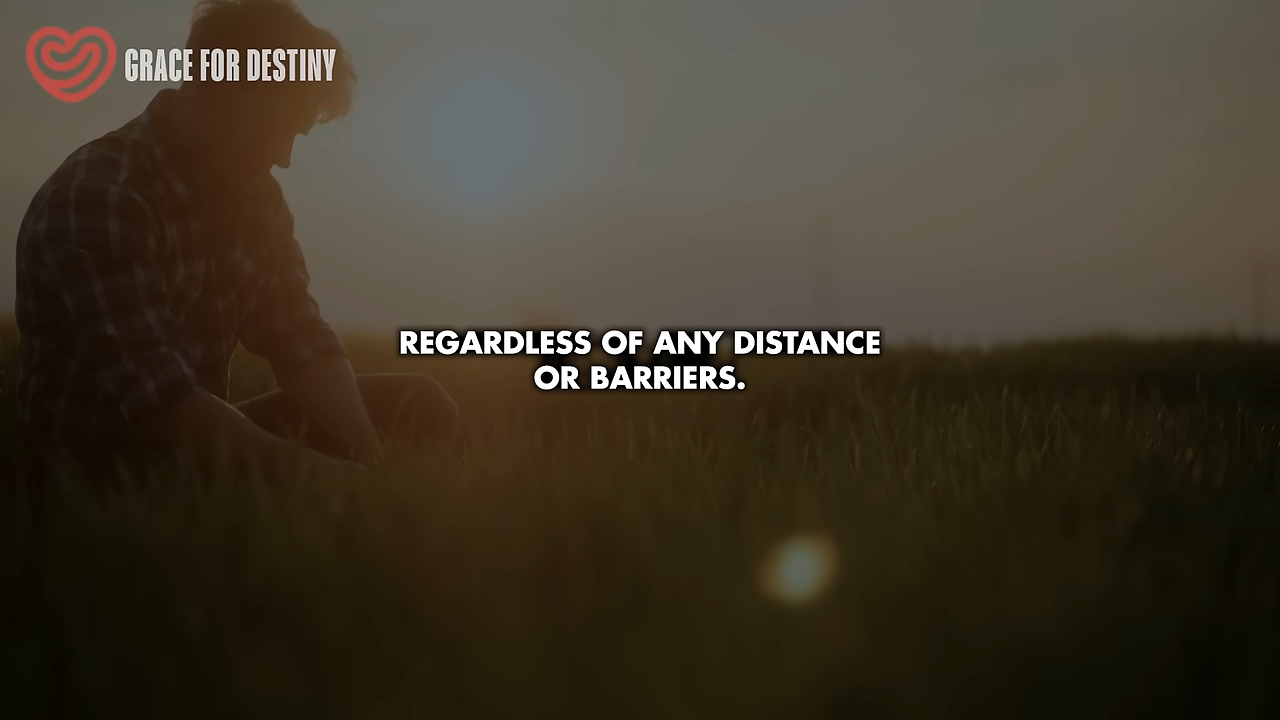 GRACE FOR DESTINY
REGARDLESS OF ANY DISTANCE
OR BARRIERS.